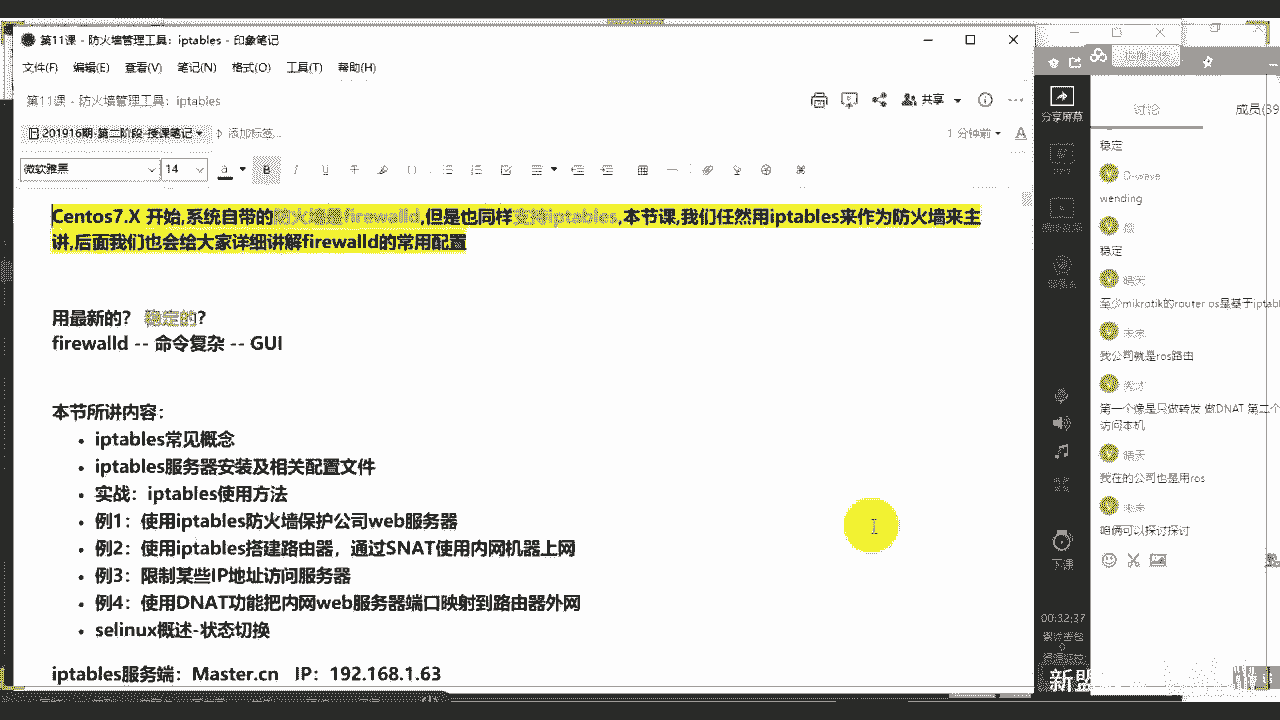 第11课 - 防火墙管理工具：iptables - 印象笔记
文件(F) 编辑(E) 查看(V) 笔记(N) 格式(O) 工具(T) 帮助(H)
第11课 - 防火墙管理工具：iptables
共享
201916期-第二阶段-授课笔记 添加标签...
1 分钟前
微软雅黑 14
Centos7.X 开始,系统自带的防火墙是firewalld,但是也同样支持iptables,本节课,我们任然用iptables来作为防火墙来主
讲,后面我们也会给大家详细讲解firewalld的常用配置
用最新的？ 稳定的?
firewalld -- 命令复杂 -- GUI
本节所讲内容：
• iptables常见概念
• iptables服务器安装及相关配置文件
• 实战：iptables使用方法
• 例1：使用iptables防火墙保护公司web服务器
• 例2：使用iptables搭建路由器，通过SNAT使用内网机器上网
• 例3：限制某些IP地址访问服务器
• 例4：使用DNAT功能把内网web服务器端口映射到路由器外网
• selinux概述-状态切换
iptables服务端：Master.cn IP：192.168.1.63
分享屏幕
下课
00:32:37
讨论
稳定
wending
稳定
晴天
至少mikrotik的router os是基于iptabl
未来
我公司就是ros路由
第一个像是只做转发 做DNAT 第二个
访问本机
晴天
我在的公司也是用ros
未来
咱俩可以探讨探讨
新盟